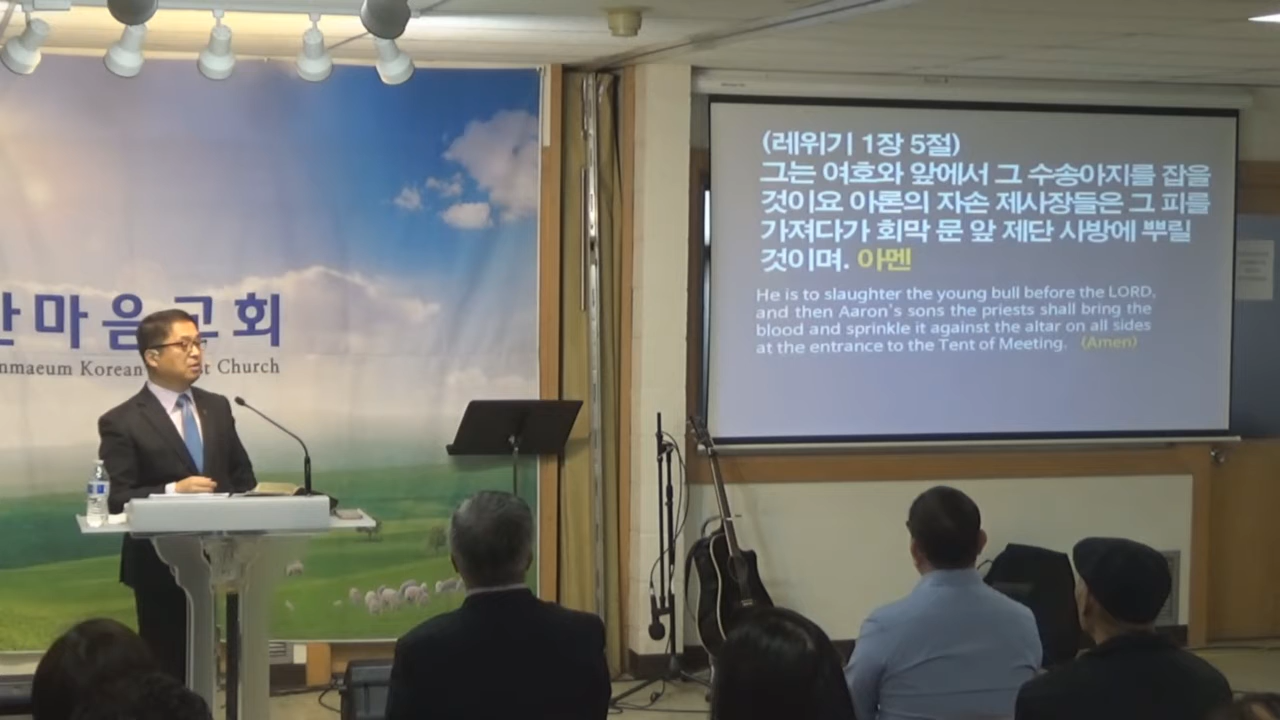 마음교회
Korean
Church
(레위기 1장 5절)
그는 여호와 앞에서 그 수송아지를 잡을
것이요 아론의 자손 제사장들은 그 피를
가져다가 회막 문 앞 제단 사방에 뿌릴
것이며. 아멘
He is to slaughter the young bull before the LORD,
and then Aaron's sons the priests shall bring the
blood and sprinkle it against the altar on all sides
at the entrance to the Tent of Meeting. (Amen)